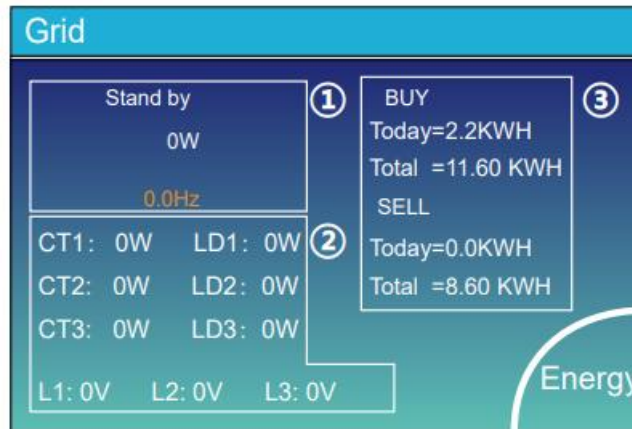 Grid
Stand by
①
0W
0.0Hz
CT1: 0W LD1: 0W
②
CT2: 0W LD2: 0W
CT3: 0W LD3: 0W
L1: 0V L2: 0V L3: 0V
BUY
③
Today=2.2KWH
Total =11.60 KWH
SELL
Today=0.0KWH
Total =8.60 KWH
Energy